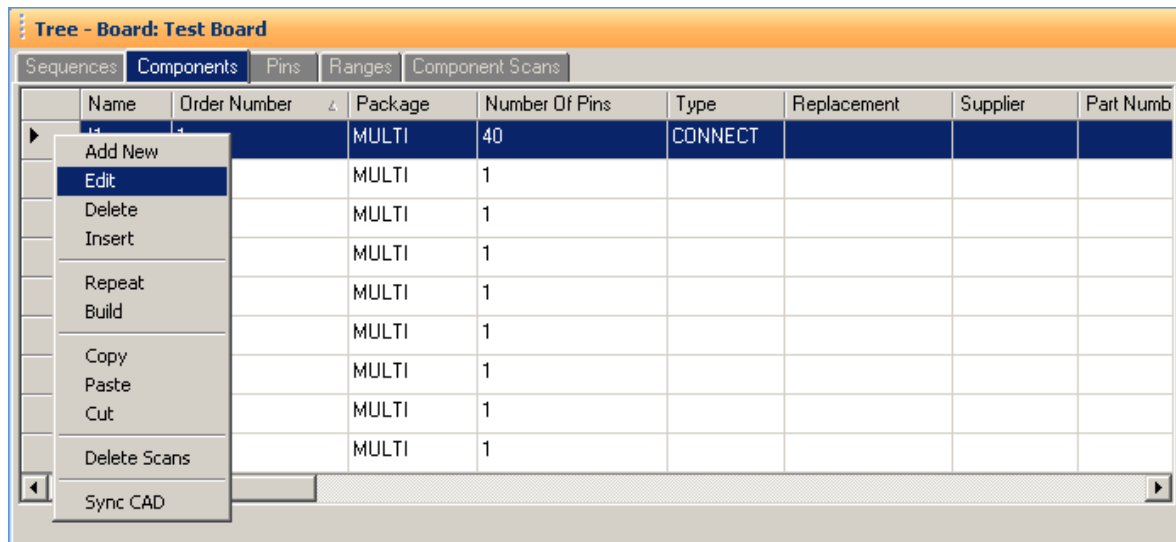 Tree - Board: Test Board
Sequences Components Pins Ranges Component Scans
Name Order Number Package Number Of Pins Type Replacement Supplier Part Numb
MULTI 40 CONNECT
Add New
MULTI 1
Edit
MULTI 1
Delete
Insert
MULTI 1
Repeat
MULTI 1
Build
MULTI 1
Copy
MULTI 1
Paste
Cut
MULTI 1
Delete Scans
MULTI 1
Sync CAD